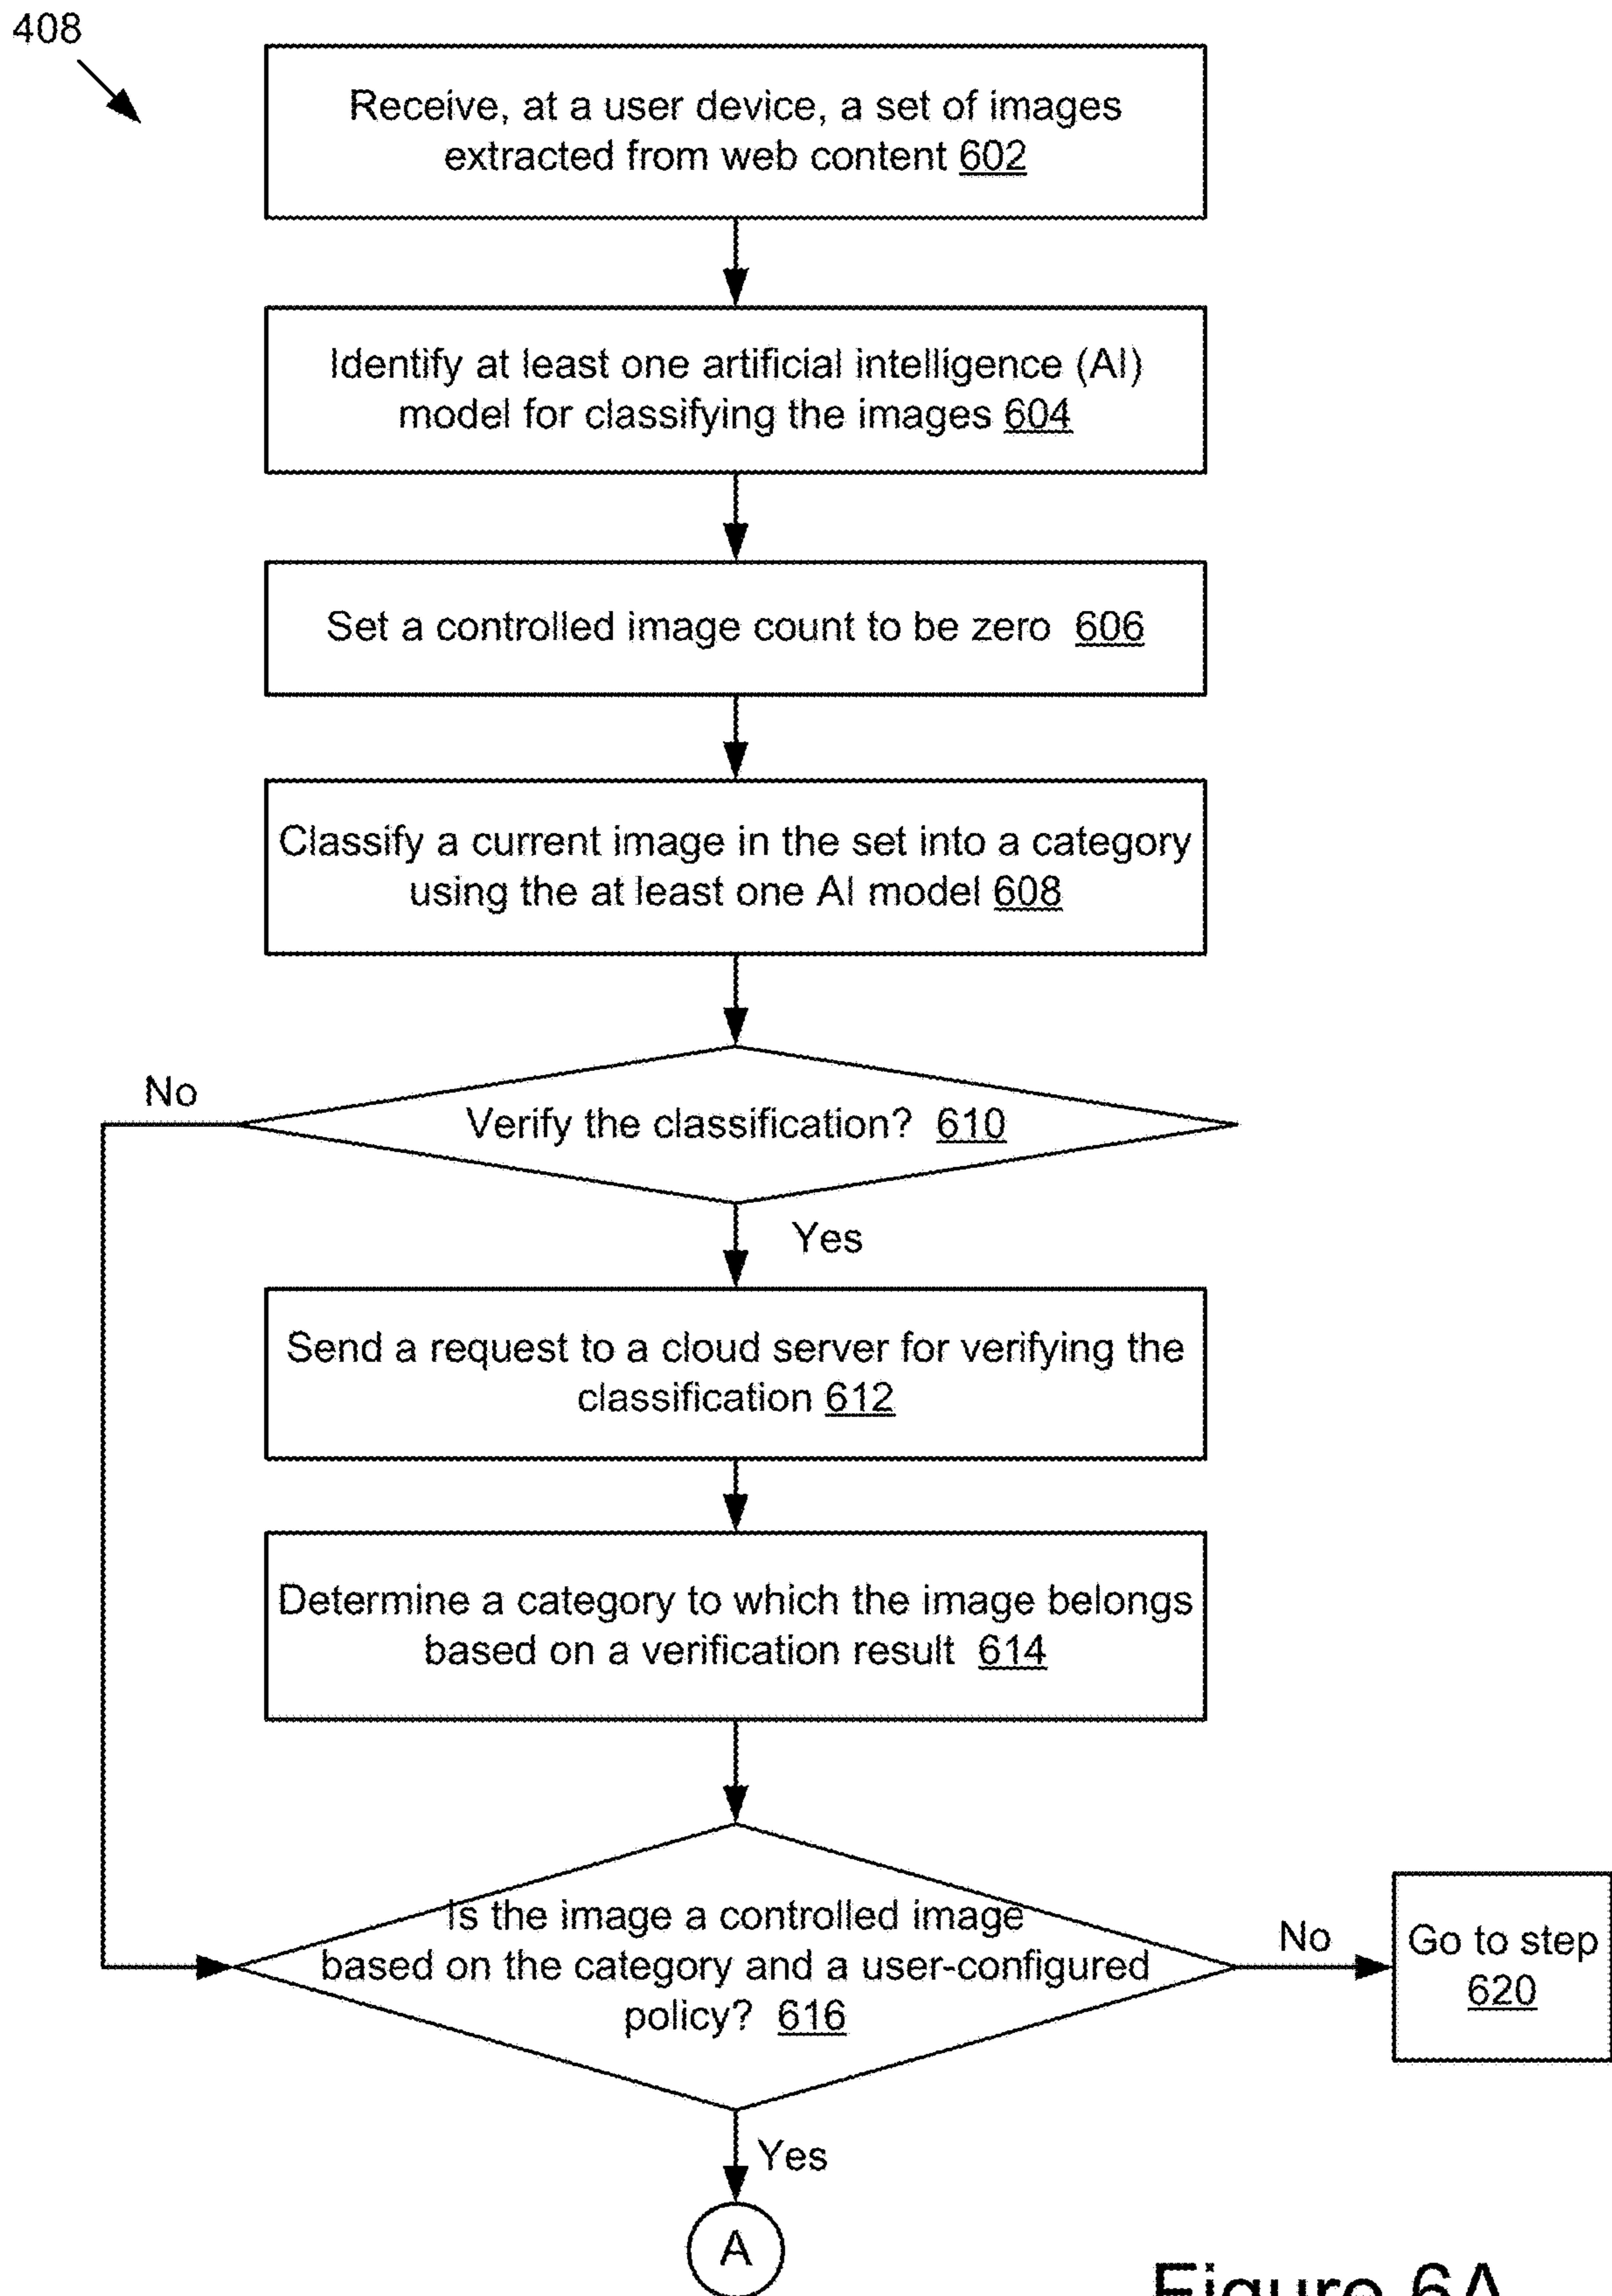 408
Receive, at a user device, a set of images
extracted from web content 602
Identify at least one artificial intelligence (AI)
model for classifying the images 604
Set a controlled image count to be zero 606
Classify a current image in the set into a category
using the at least one AI model 608
No
Verify the classification? 610
Yes
Send a request to a cloud server for verifying the
classification 612
Determine a category to which the image belongs
based on a verification result 614
Is the image a controlled image
based on the category and a user-configured
policy? 616
No
Go to step
620
Yes
A
Figure 6A